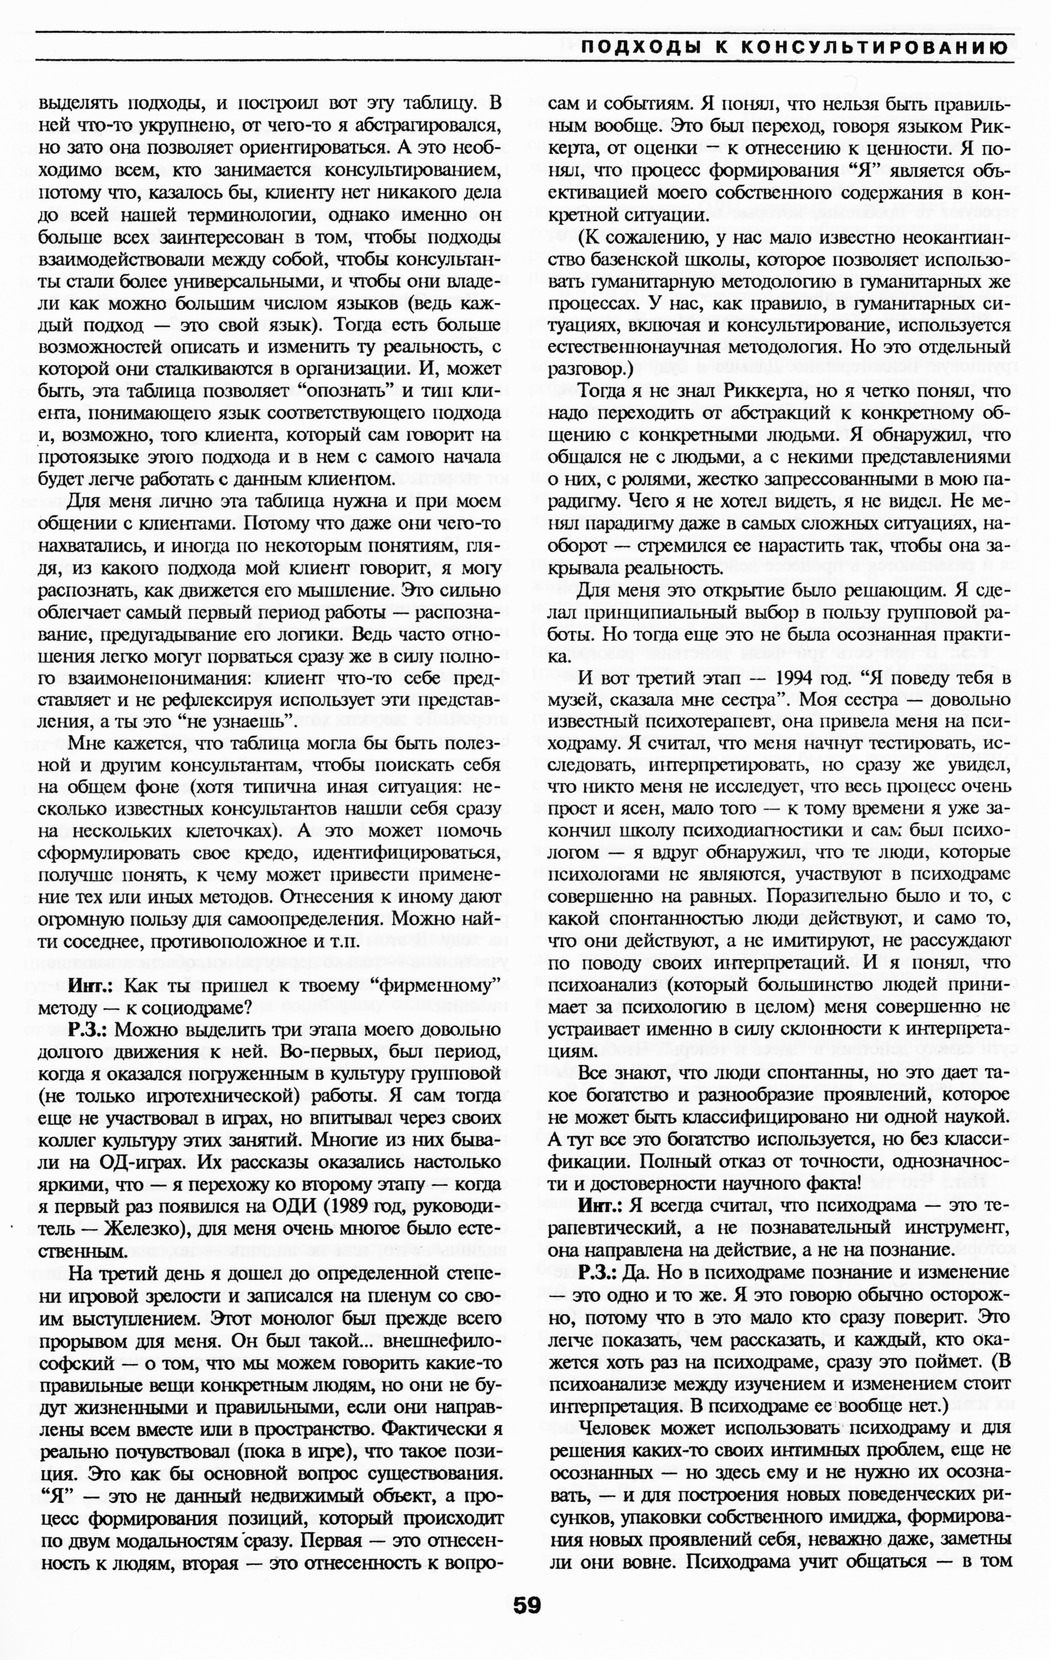 ПОДХОДЫ К КОНСУЛЬТИРОВАНИЮ
выделять подходы, и построил вот эту таблицу. В
ней что-то укрупнено, от чего-то я абстрагировался,
но зато она позволяет ориентироваться. А это необ-
ходимо всем, кто занимается консультированием,
потому что, казалось бы, клиенту нет никакого дела
до всей нашей терминологии, однако именно он
больше всех заинтересован в том, чтобы подходы
взаимодействовали между собой, чтобы консультан-
ты стали более универсальными, и чтобы они владе-
ли как можно большим числом языков (ведь каж-
дый подход — это свой язык). Тогда есть больше
возможностей описать и изменить ту реальность, с
которой они сталкиваются в организации. И, может
быть, эта таблица позволяет “опознать” и тип кли-
ента, понимающего язык соответствующего подхода
и, возможно, того клиента, который сам говорит на
протоязыке этого подхода и в нем с самого начала
будет легче работать с данным клиентом.
Для меня лично эта таблица нужна и при моем
общении с клиентами. Потому что даже они чего-то
нахватались, и иногда по некоторым понятиям, гля-
дя, из какого подхода мой клиент говорит, я могу
распознать, как движется его мышление. Это сильно
облегчает самый первый период работы — распозна-
вание, предугадывание его логики. Ведь часто отно-
шения легко могут порваться сразу же в силу полно-
го взаимонепонимания: клиент что-то себе пред-
ставляет и не рефлексируя использует эти представ-
ления, а ты это “не узнаешь”.
Мне кажется, что таблица могла бы быть полез-
ной и другим консультантам, чтобы поискать себя
на общем фоне (хотя типична иная ситуация: не-
сколько известных консультантов нашли себя сразу
на нескольких клеточках). А это может помочь
сформулировать свое кредо, идентифицироваться,
получше понять, к чему может привести примене-
ние тех или иных методов. Отнесения к иному дают
огромную пользу для самоопределения. Можно най-
ти соседнее, противоположное и т.п.
Инт.: Как ты пришел к твоему “фирменному”
методу — к социодраме?
Р.З.: Можно выделить три этапа моего довольно
долгого движения к ней. Во-первых, был период,
когда я оказался погруженным в культуру групповой
(не только игротехнической) работы. Я сам тогда
еще не участвовал в играх, но впитывал через своих
коллег культуру этих занятий. Многие из них быва-
ли на ОД-играх. Их рассказы оказались настолько
яркими, что — я перехожу ко второму этапу — когда
я первый раз появился на ОДИ (1989 год, руководи-
тель — Железко), для меня очень многое было есте-
ственным.
На третий день я дошел до определенной степе-
ни игровой зрелости и записался на пленум со сво-
им выступлением. Этот монолог был прежде всего
прорывом для меня. Он был такой... внешнефило-
софский — о том, что мы можем говорить какие-то
правильные вещи конкретным людям, но они не бу-
дут жизненными и правильными, если они направ-
лены всем вместе или в пространство. Фактически я
реально почувствовал (пока в игре), что такое пози-
ция. Это как бы основной вопрос существования.
“Я” — это не данный недвижимый объект, а про-
цесс формирования позиций, который происходит
по двум модальностям сразу. Первая — это отнесен-
ность к людям, вторая — это отнесенность к вопро-
сам и событиям. Я понял, что нельзя быть правиль-
ным вообще. Это был переход, говоря языком Рик-
керта, от оценки — к отнесению к ценности. Я по-
нял, что процесс формирования “Я” является объ-
ективацией моего собственного содержания в кон-
кретной ситуации.
(К сожалению, у нас мало известно неокантиан-
ство базенской школы, которое позволяет использо-
вать гуманитарную методологию в гуманитарных же
процессах. У нас, как правило, в гуманитарных си-
туациях, включая и консультирование, используется
естественнонаучная методология. Но это отдельный
разговор.)
Тогда я не знал Риккерта, но я четко понял, что
надо переходить от абстракций к конкретному об-
щению с конкретными людьми. Я обнаружил, что
общался не с людьми, а с некими представлениями
о них, с ролями, жестко запрессованными в мою па-
радигму. Чего я не хотел видеть, я не видел. Не ме-
нял парадигму даже в самых сложных ситуациях, на-
оборот — стремился ее нарастить так, чтобы она за-
крывала реальность.
Для меня это открытие было решающим. Я сде-
лал принципиальный выбор в пользу групповой ра-
боты. Но тогда еще это не была осознанная практи-
ка.
И вот третий этап — 1994 год. “Я поведу тебя в
музей, сказала мне сестра”. Моя сестра — довольно
известный психотерапевт, она привела меня на пси-
ходраму. Я считал, что меня начнут тестировать, ис-
следовать, интерпретировать, но сразу же увидел,
что никто меня не исследует, что весь процесс очень
прост и ясен, мало того — к тому времени я уже за-
кончил школу психодиагностики и сам был психо-
логом — я вдруг обнаружил, что те люди, которые
психологами не являются, участвуют в психодраме
совершенно на равных. Поразительно было и то, с
какой спонтанностью люди действуют, и само то,
что они действуют, а не имитируют, не рассуждают
по поводу своих интерпретаций. И я понял, что
психоанализ (который большинство людей прини-
мает за психологию в целом) меня совершенно не
устраивает именно в силу склонности к интерпрета-
циям.
Все знают, что люди спонтанны, но это дает та-
кое богатство и разнообразие проявлений, которое
не может быть классифицировано ни одной наукой.
А тут все это богатство используется, но без класси-
фикации. Полный отказ от точности, однозначнос-
ти и достоверности научного факта!
Инт.: Я всегда считал, что психодрама — это те-
рапевтический, а не познавательный инструмент,
она направлена на действие, а не на познание.
Р.З.: Да. Но в психодраме познание и изменение
— это одно и то же. Я это говорю обычно осторож-
но, потому что в это мало кто сразу поверит. Это
легче показать, чем рассказать, и каждый, кто ока-
жется хоть раз на психодраме, сразу это поймет. (В
психоанализе между изучением и изменением стоит
интерпретация. В психодраме ее вообще нет.)
Человек может использовать психодраму и для
решения каких-то своих интимных проблем, еще не
осознанных — но здесь ему и не нужно их осозна-
вать, — и для построения новых поведенческих ри-
сунков, упаковки собственного имиджа, формирова-
ния новых проявлений себя, неважно даже, заметны
ли они вовне. Психодрама учит общаться — в том
59